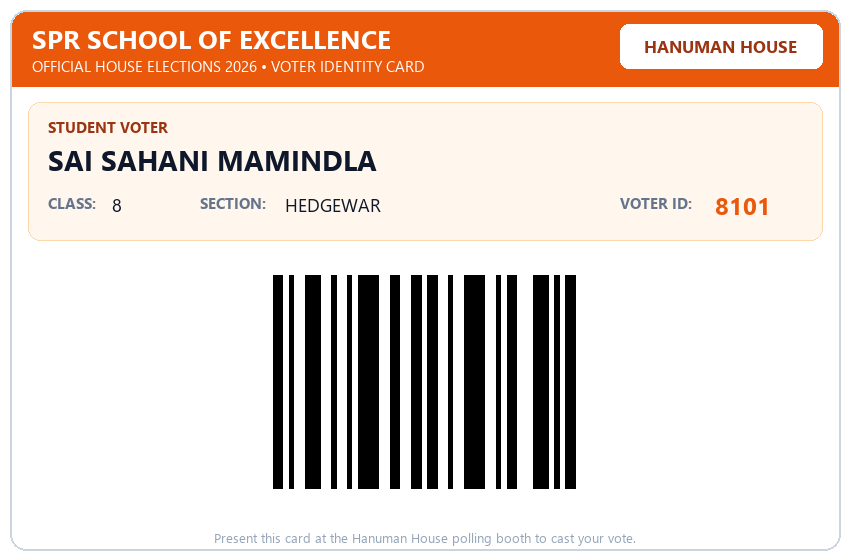 SPR SCHOOL OF EXCELLENCE
OFFICIAL HOUSE ELECTIONS 2026 • VOTER IDENTITY CARD
HANUMAN HOUSE
STUDENT VOTER
SAI SAHANI MAMINDLA
CLASS: 8 SECTION: HEDGEWAR VOTER ID: 8101
Present this card at the Hanuman House polling booth to cast your vote.